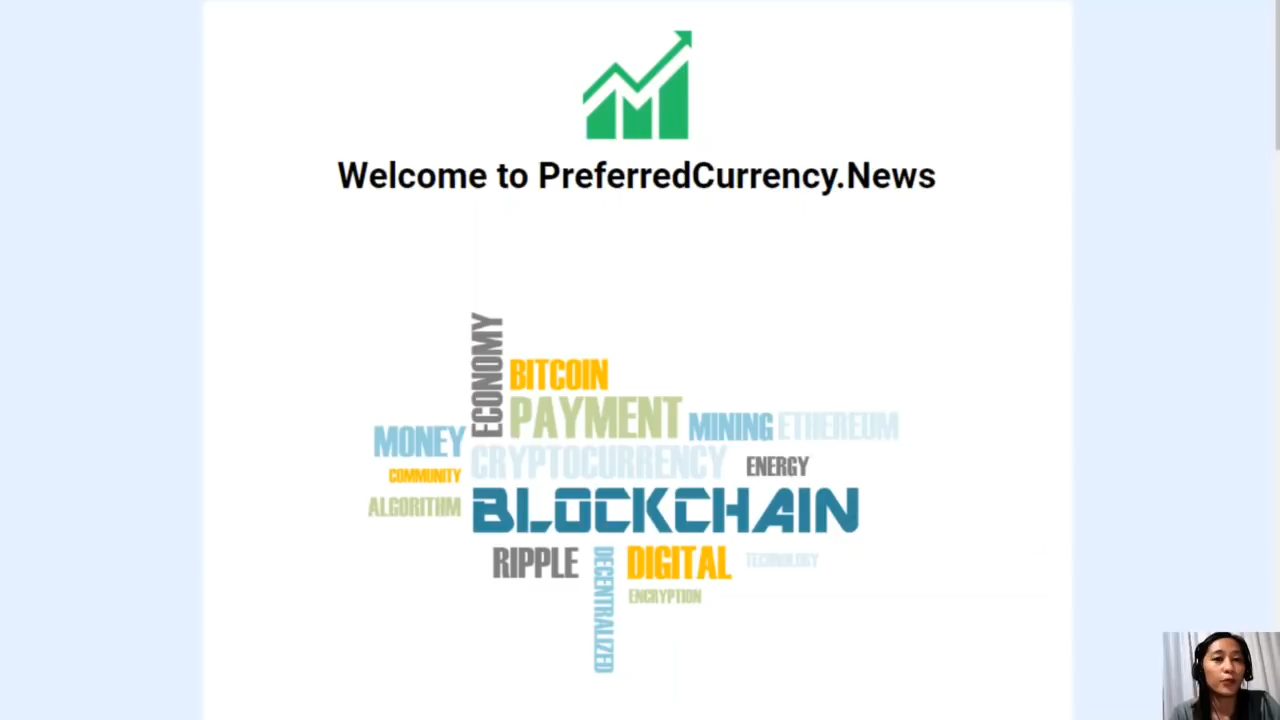 Welcome to PreferredCurrency.News
ECONOMY
BITCOIN
PAYMENT
MONEY
MINING
ETHEREUM
CRYPTOCURRENCY
ENERGY
COMMUNITY
ALGORITHM
BLOCKCHAIN
RIPPLE
DECENTRALIZED
DIGITAL
TECHNOLOGY
ENCRYPTION